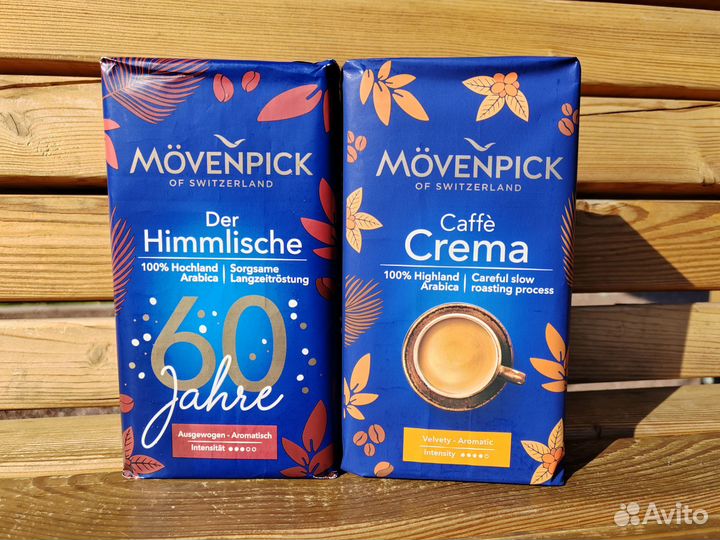 MÖVENPICK
OF SWITZERLAND
Der
Himmlische
100% Hochland
Arabica
Sorgsame
Langzeitröstung
60
Jahre
Ausgewogen - Aromatisch
Intensität
MÖVENPICK
OF SWITZERLAND
Caffè
Crema
100% Highland
Arabica
Careful slow
roasting process
Velvety - Aromatic
Intensity
Avito